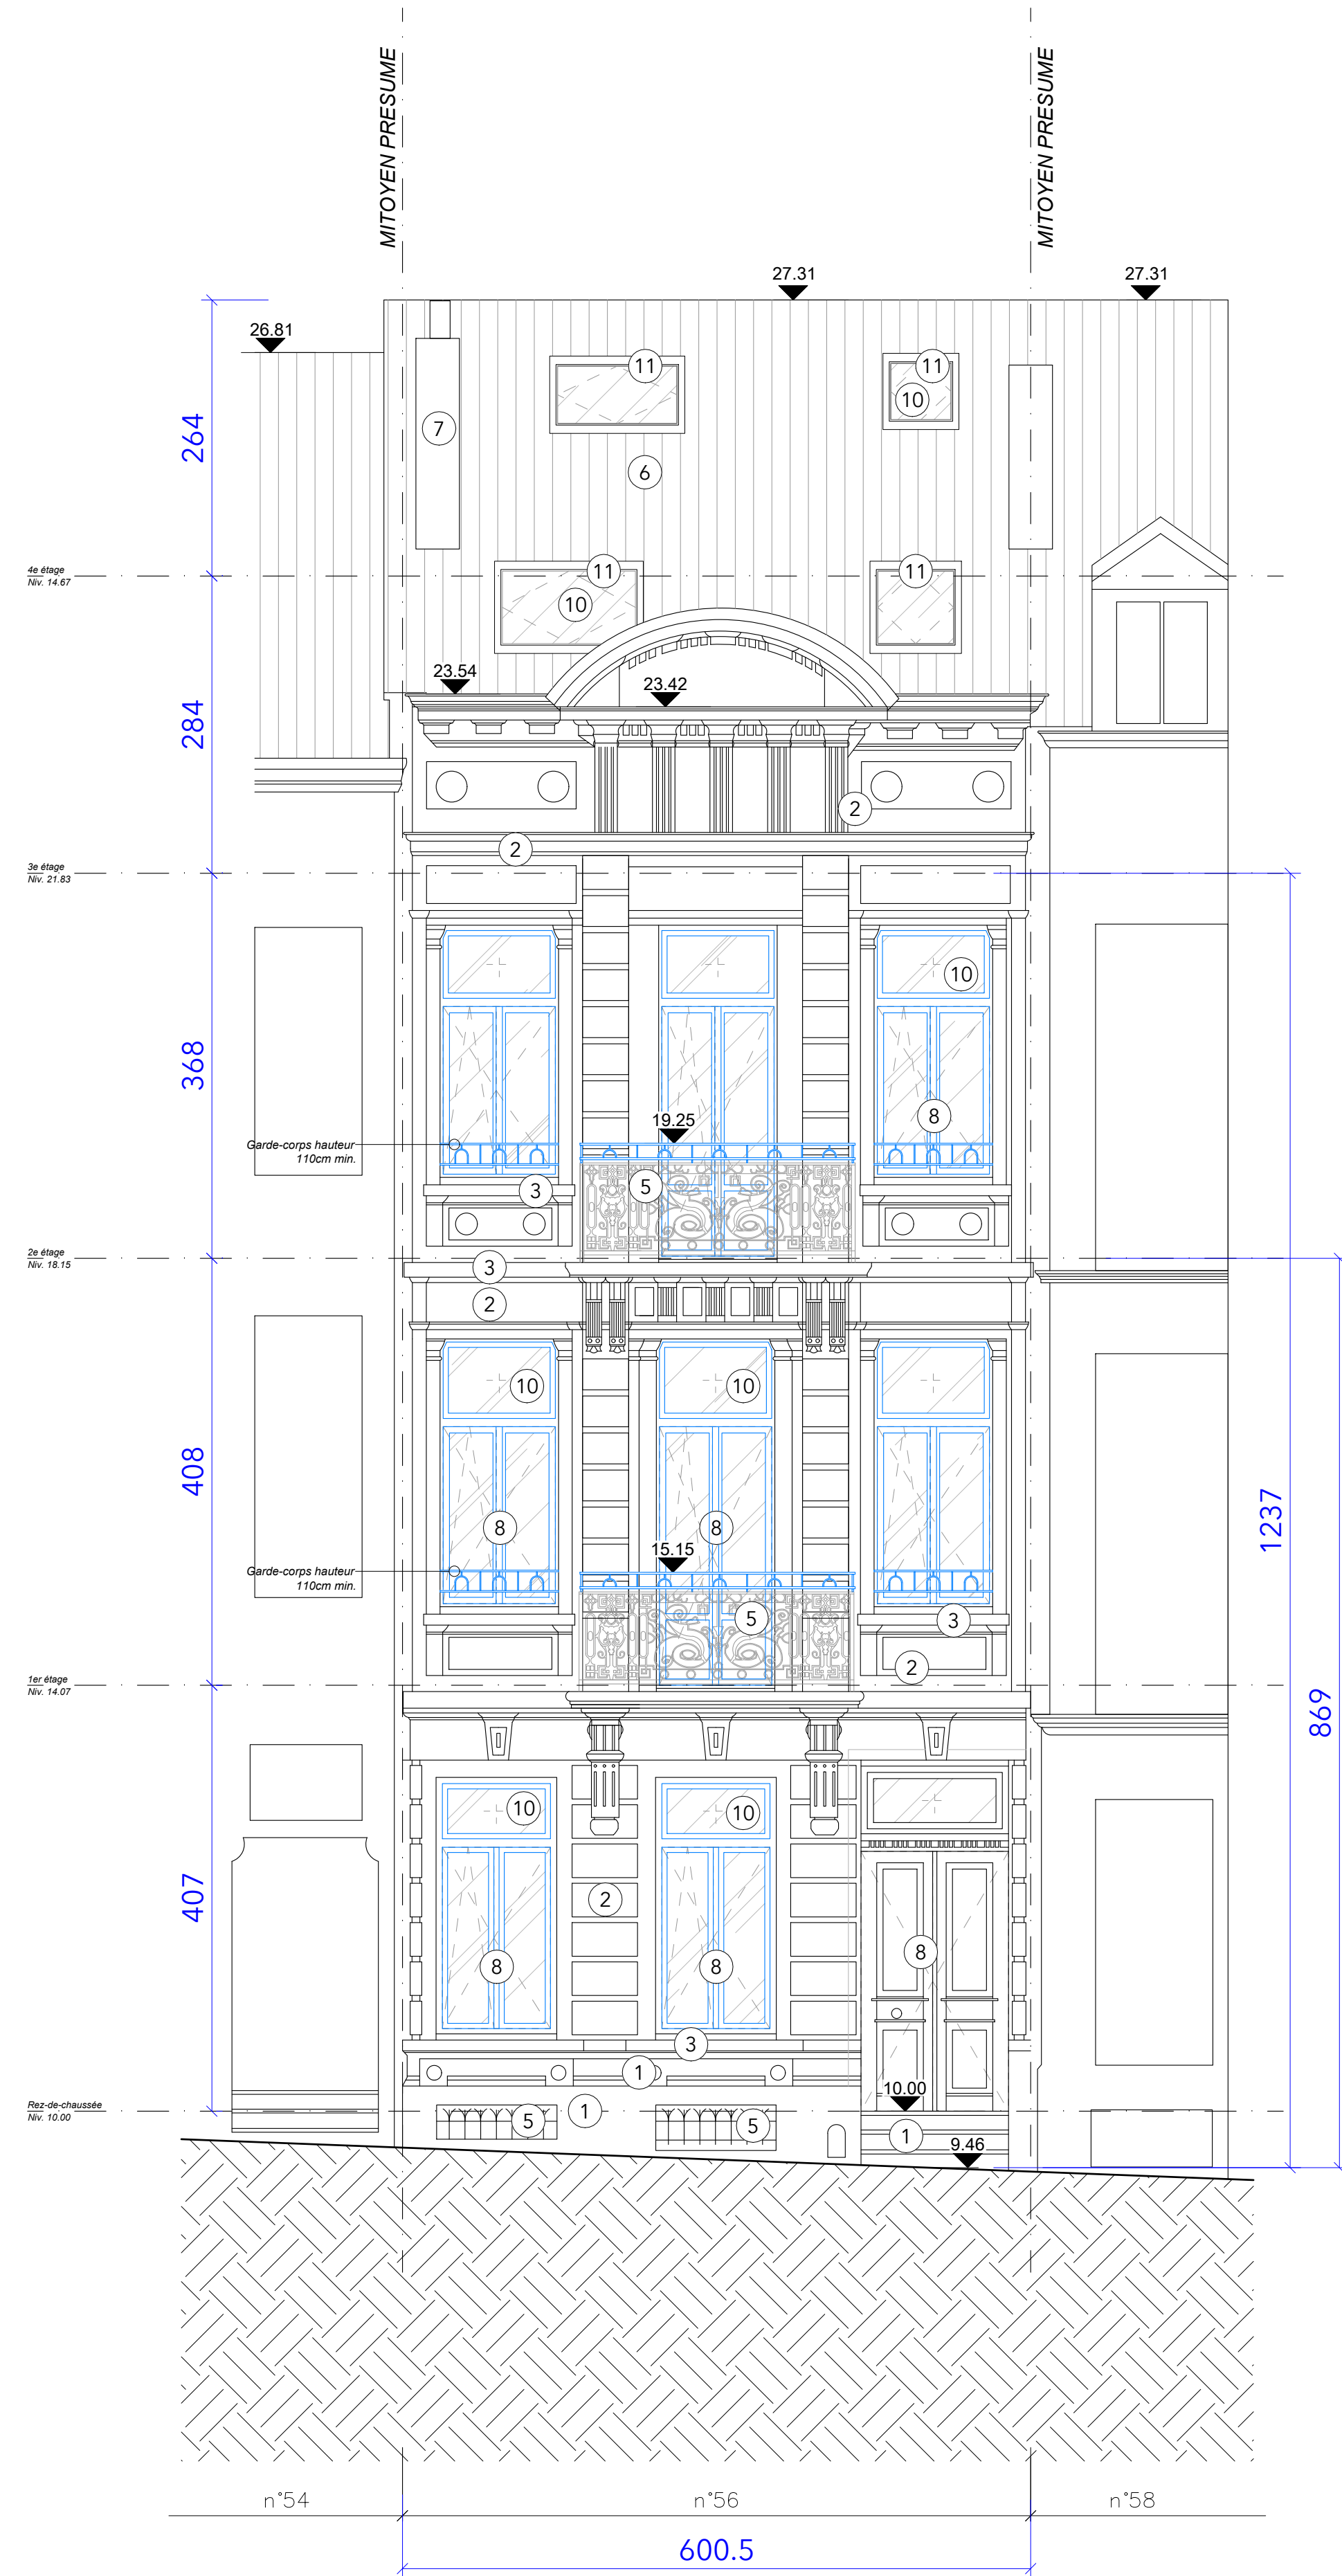 MITOYEN PRESUME
MITOYEN PRESUME
27.31
27.31
26.81
11
11
10
7
264
6
4e étage
Niv. 14.67
11
11
10
23.54
23.42
284
2
2
3e étage
Niv. 21.83
10
368
8
19.25
Garde-corps hauteur
110cm min.
5
3
2e étage
Niv. 18.15
3
2
10
10
408
8
8
1237
15.15
Garde-corps hauteur
110cm min.
5
3
2
1er étage
Niv. 14.07
869
10
10
407
2
8
8
8
3
1
10.00
Rez-de-chaussée
Niv. 10.00
5
1
5
1
9.46
n°54
n°56
n°58
600.5